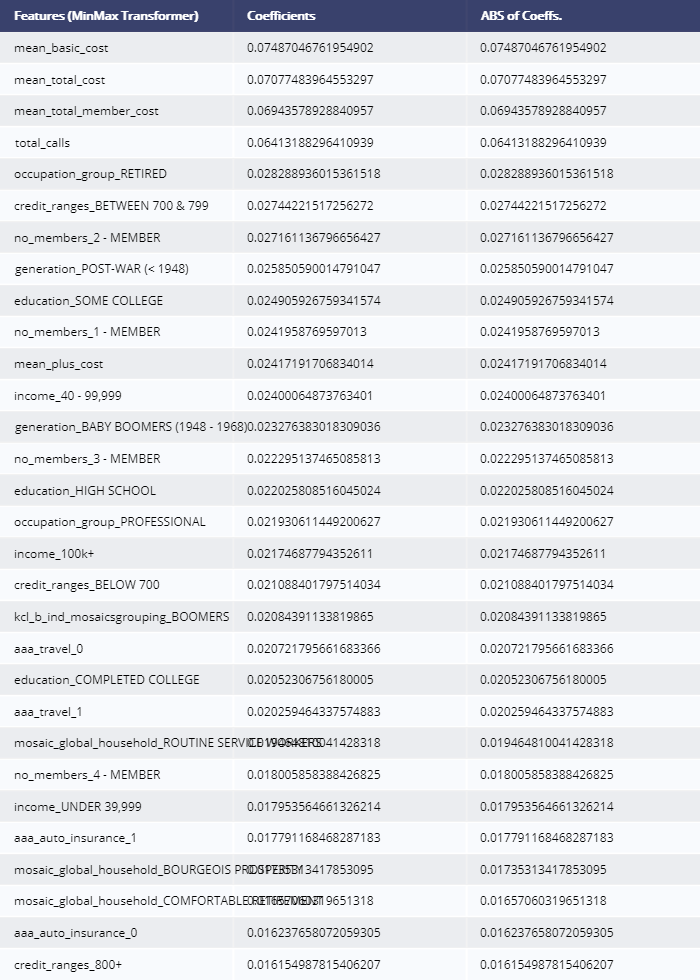 Features (MinMax Transformer) Coefficients ABS of Coeffs.
mean_basic_cost 0.07487046761954902 0.07487046761954902
mean_total_cost 0.07077483964553297 0.07077483964553297
mean_total_member_cost 0.06943578928840957 0.06943578928840957
total_calls 0.06413188296410939 0.06413188296410939
occupation_group_RETIRED 0.028288936015361518 0.028288936015361518
credit_ranges_BETWEEN 700 & 799 0.02744221517256272 0.02744221517256272
no_members_2 - MEMBER 0.027161136796656427 0.027161136796656427
generation_POST-WAR (< 1948) 0.025850590014791047 0.025850590014791047
education_SOME COLLEGE 0.024905926759341574 0.024905926759341574
no_members_1 - MEMBER 0.0241958769597013 0.0241958769597013
mean_plus_cost 0.02417191706834014 0.02417191706834014
income_40 - 99,999 0.02400064873763401 0.02400064873763401
generation_BABY BOOMERS (1948 - 1968) 0.023276383018309036 0.023276383018309036
no_members_3 - MEMBER 0.022295137465085813 0.022295137465085813
education_HIGH SCHOOL 0.022025808516045024 0.022025808516045024
occupation_group_PROFESSIONAL 0.021930611449200627 0.021930611449200627
income_100k+ 0.02174687794352611 0.02174687794352611
credit_ranges_BELOW 700 0.021088401797514034 0.021088401797514034
kcl_b_ind_mosaicsgrouping_BOOMERS 0.02084391133819865 0.02084391133819865
aaa_travel_0 0.020721795661683366 0.020721795661683366
education_COMPLETED COLLEGE 0.02052306756180005 0.02052306756180005
aaa_travel_1 0.020259464337574883 0.020259464337574883
mosaic_global_household_ROUTINE SERVICE WORKERS 0.019464810041428318 0.019464810041428318
no_members_4 - MEMBER 0.018005858388426825 0.018005858388426825
income_UNDER 39,999 0.017953564661326214 0.017953564661326214
aaa_auto_insurance_1 0.017791168468287183 0.017791168468287183
mosaic_global_household_BOURGEOIS PROSPERITY 0.01735313417853095 0.01735313417853095
mosaic_global_household_COMFORTABLE RETIREMENT 0.01657060319651318 0.01657060319651318
aaa_auto_insurance_0 0.016237658072059305 0.016237658072059305
credit_ranges_800+ 0.016154987815406207 0.016154987815406207